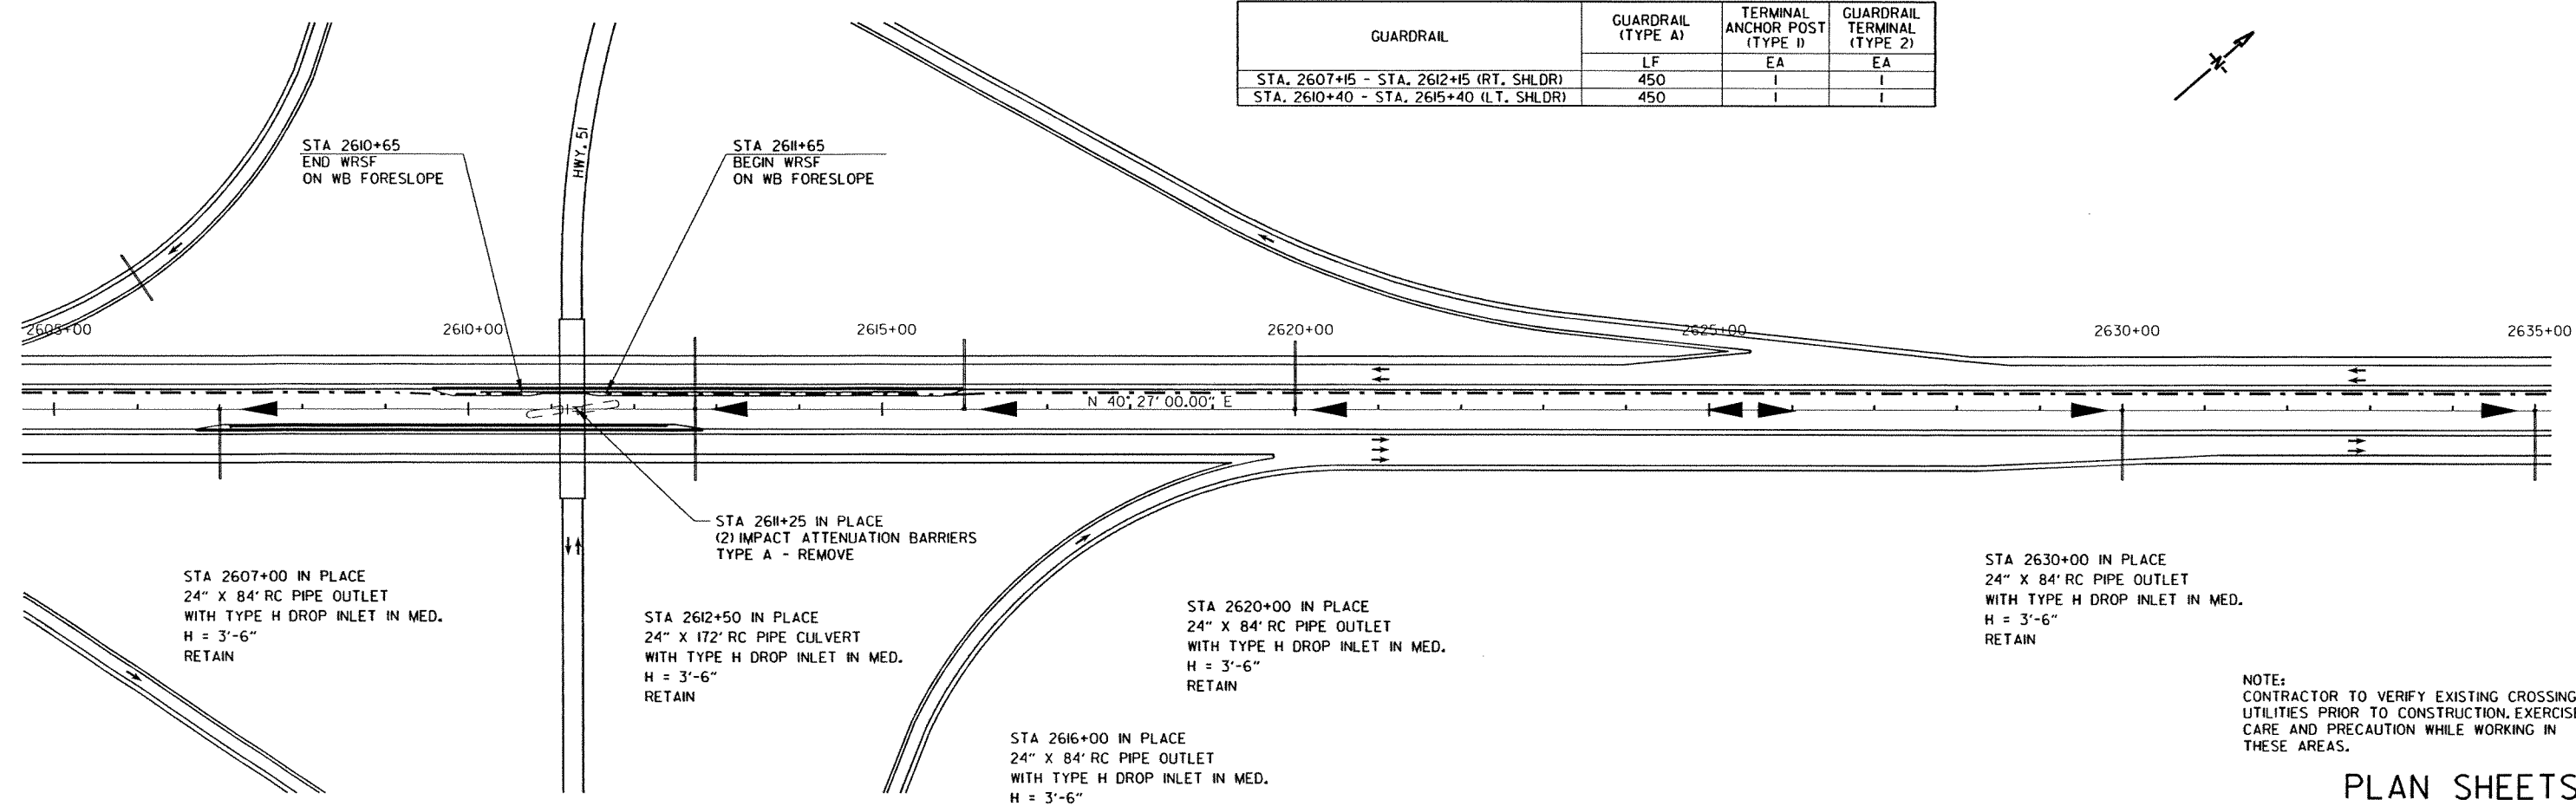 GUARDRAIL
GUARDRAIL
(TYPE A)
TERMINAL
ANCHOR POST
(TYPE 1)
GUARDRAIL
TERMINAL
(TYPE 2)
LF
EA
EA
STA. 2607+15 - STA. 2612+15 (RT. SHLDR) 450 1 1
STA. 2610+40 - STA. 2615+40 (LT. SHLDR) 450 1 1
N
STA 2610+65
END WRSF
ON WB FORESLOPE
HWY. 51
STA 2611+65
BEGIN WRSF
ON WB FORESLOPE
2605+00
2610+00
2615+00
2620+00
2625+00
2630+00
2635+00
N 40° 27' 00.00" E
STA 2611+25 IN PLACE
(2) IMPACT ATTENUATION BARRIERS
TYPE A - REMOVE
STA 2607+00 IN PLACE
24" X 84' RC PIPE OUTLET
WITH TYPE H DROP INLET IN MED.
H = 3'-6"
RETAIN
STA 2612+50 IN PLACE
24" X 172' RC PIPE CULVERT
WITH TYPE H DROP INLET IN MED.
H = 3'-6"
RETAIN
STA 2620+00 IN PLACE
24" X 84' RC PIPE OUTLET
WITH TYPE H DROP INLET IN MED.
H = 3'-6"
RETAIN
STA 2630+00 IN PLACE
24" X 84' RC PIPE OUTLET
WITH TYPE H DROP INLET IN MED.
H = 3'-6"
RETAIN
STA 2616+00 IN PLACE
24" X 84' RC PIPE OUTLET
WITH TYPE H DROP INLET IN MED.
H = 3'-6"
NOTE:
CONTRACTOR TO VERIFY EXISTING CROSSING
UTILITIES PRIOR TO CONSTRUCTION. EXERCISE
CARE AND PRECAUTION WHILE WORKING IN
THESE AREAS.
PLAN SHEETS